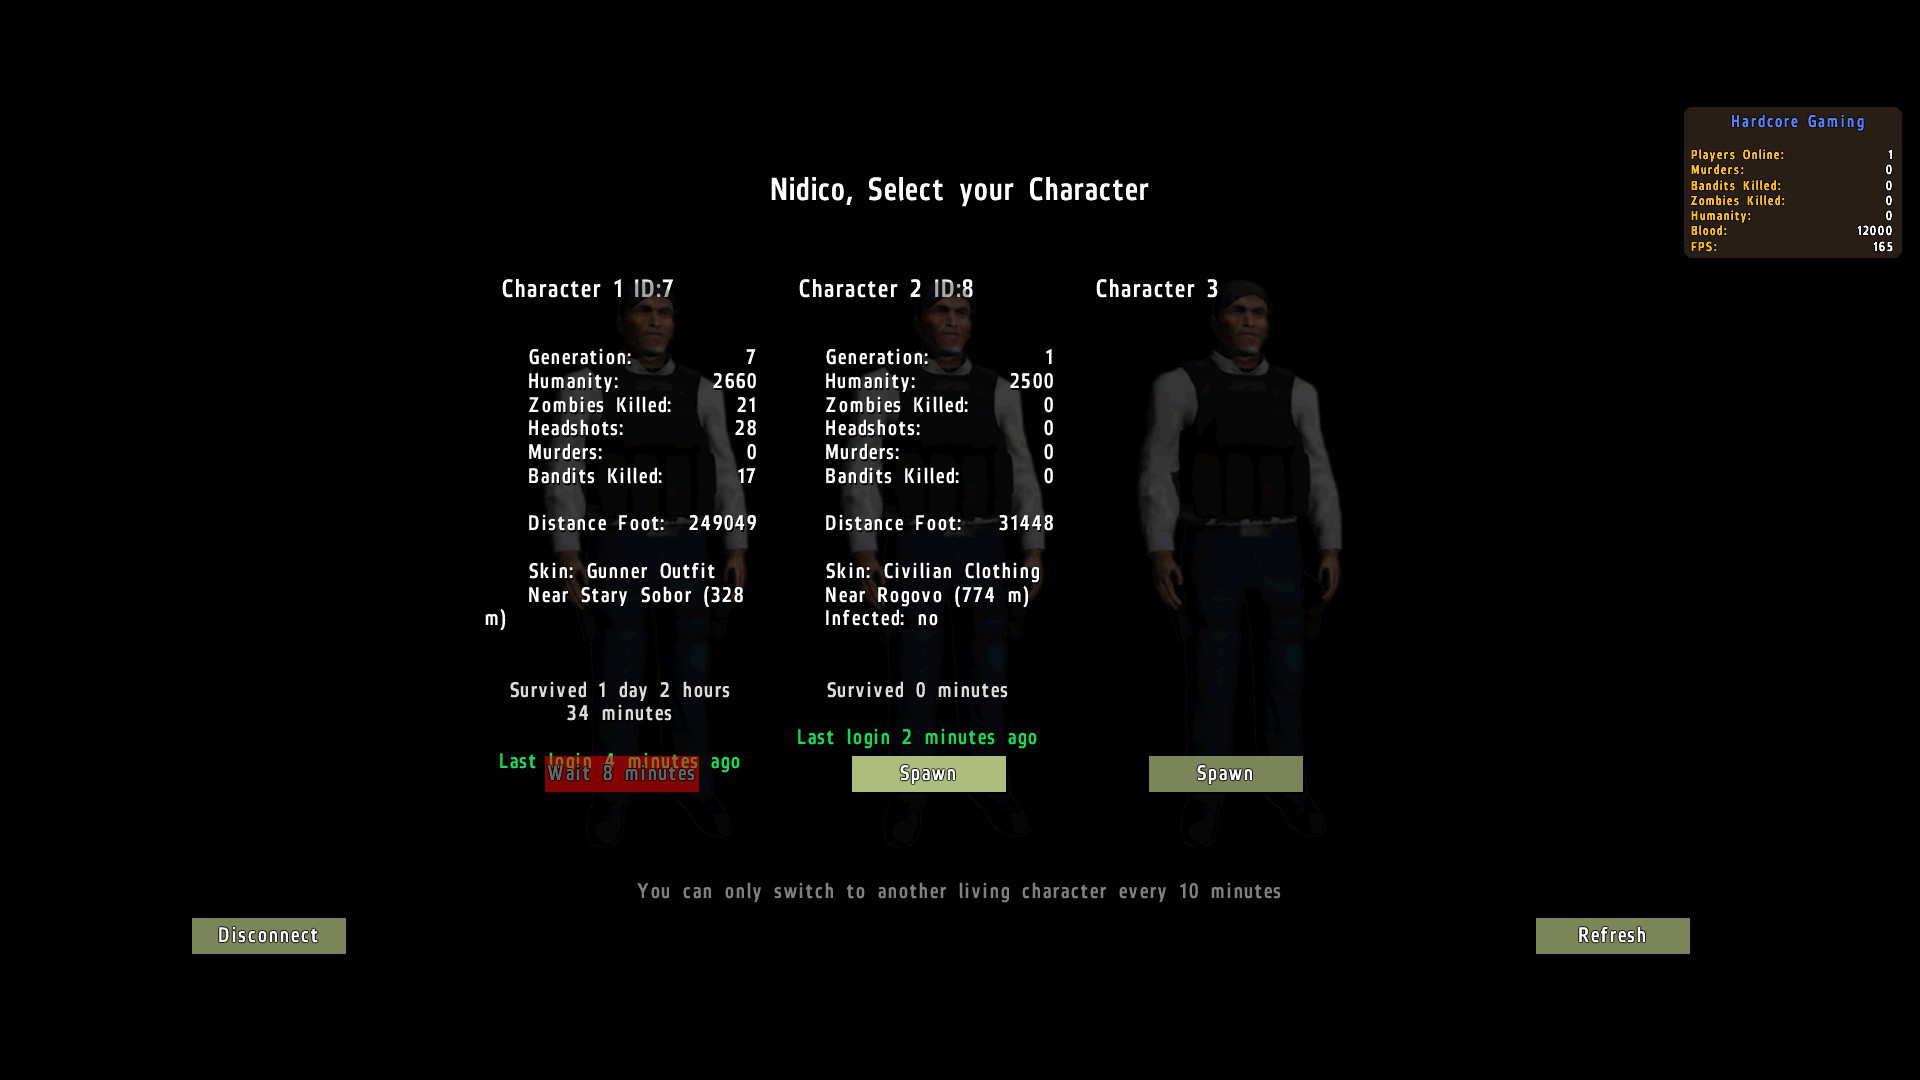 Hardcore Gaming
Players Online: 1
Murders: 0
Bandits Killed: 0
Zombies Killed: 0
Humanity: 0
Blood: 12000
FPS: 165
Nidico, Select your Character
Character 1 ID:7
Generation: 7
Humanity: 2660
Zombies Killed: 21
Headshots: 28
Murders: 0
Bandits Killed: 17
Distance Foot: 249049
Skin: Gunner Outfit
Near Stary Sobor (328
m)
Survived 1 day 2 hours
34 minutes
Last login 4 minutes ago
Wait 8 minutes
Character 2 ID:8
Generation: 1
Humanity: 2500
Zombies Killed: 0
Headshots: 0
Murders: 0
Bandits Killed: 0
Distance Foot: 31448
Skin: Civilian Clothing
Near Rogovo (774 m)
Infected: no
Survived 0 minutes
Last login 2 minutes ago
Spawn
Character 3
Spawn
You can only switch to another living character every 10 minutes
Disconnect
Refresh